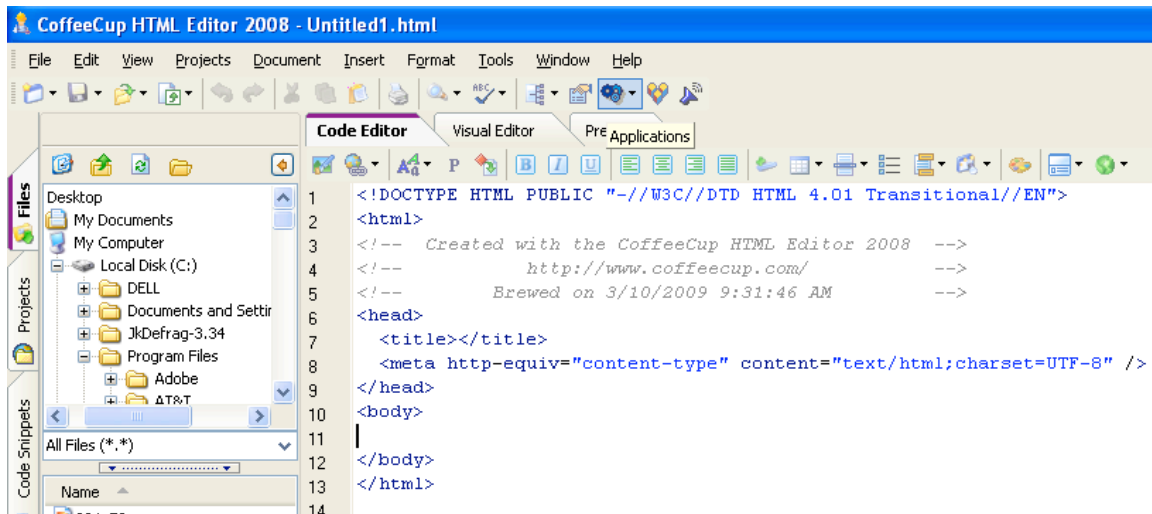 CoffeeCup HTML Editor 2008 - Untitled1.html
File Edit View Projects Document Insert Format Tools Window Help
ABC
Code Editor Visual Editor Pre Applications
Files
Projects
Code Snippets
Desktop
My Documents
My Computer
Local Disk (C:)
DELL
Documents and Settin
JkDefrag-3.34
Program Files
Adobe
AT&T
All Files (*.*)
Name
1 <!DOCTYPE HTML PUBLIC "-//W3C//DTD HTML 4.01 Transitional//EN">
2 <html>
3 <!-- Created with the CoffeeCup HTML Editor 2008 -->
4 <!-- http://www.coffeecup.com/ -->
5 <!-- Brewed on 3/10/2009 9:31:46 AM -->
6 <head>
7 <title></title>
8 <meta http-equiv="content-type" content="text/html;charset=UTF-8" />
9 </head>
10 <body>
11
12 </body>
13 </html>
14